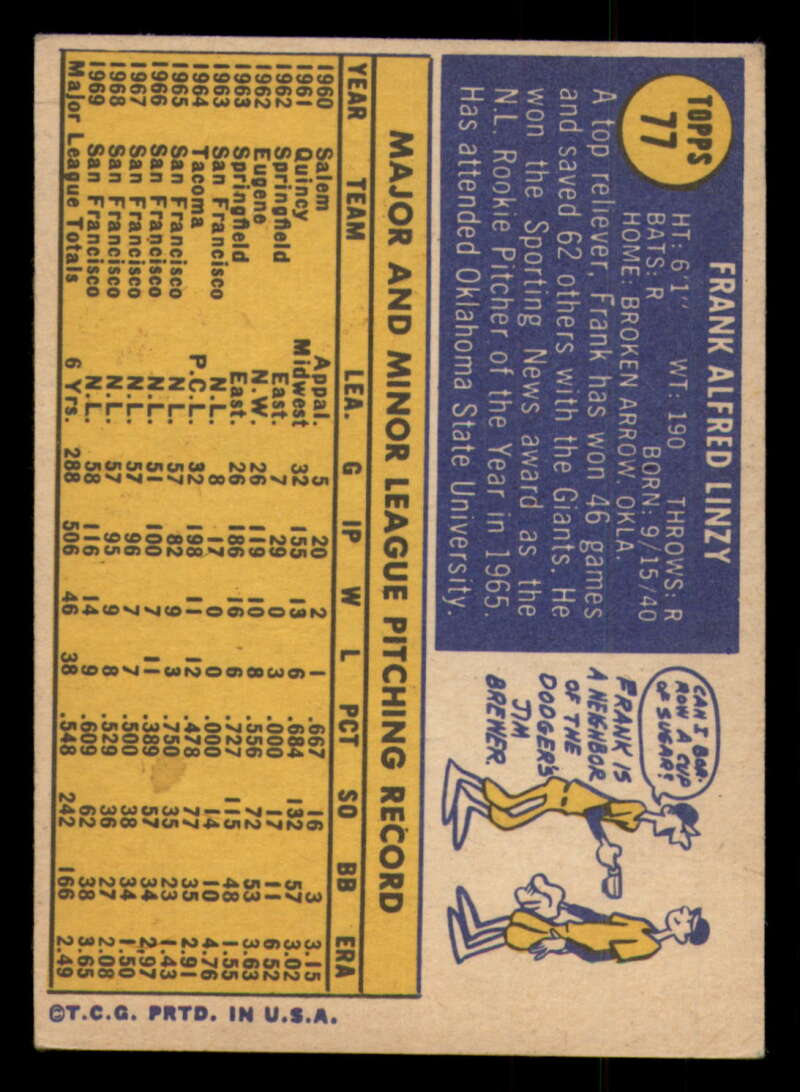 TOPPS
77
FRANK ALFRED LINZY
HT: 6'1" WT: 190 THROWS: R
BATS: R BORN: 9/15/40
HOME: BROKEN ARROW, OKLA.
A top reliever, Frank has won 46 games
and saved 62 others with the Giants. He
won the Sporting News award as the
N.L. Rookie Pitcher of the Year in 1965.
Has attended Oklahoma State University.
CAN I BOR-
ROW A CUP
OF SUGAR?
FRANK IS
A NEIGHBOR
OF THE
DODGER'S
JIM
BREWER.
MAJOR AND MINOR LEAGUE PITCHING RECORD
YEAR TEAM LEA. G IP W L PCT SO BB ERA
1960 Salem Appal. 5 20 2 1 .667 16 3 3.15
1961 Quincy Midwest 32 155 13 6 .684 132 57 3.02
1962 Springfield East. 7 29 0 3 .000 17 11 6.52
1962 Eugene N.W. 26 119 10 8 .556 72 53 3.63
1963 Springfield East. 26 186 16 6 .727 115 48 1.55
1963 San Francisco N.L. 8 17 0 0 .000 14 10 4.76
1964 Tacoma P.C.L. 32 198 11 12 .478 77 35 2.91
1965 San Francisco N.L. 57 82 9 3 .750 35 23 1.43
1966 San Francisco N.L. 51 100 7 11 .389 57 34 2.97
1967 San Francisco N.L. 57 96 7 7 .500 38 34 1.50
1968 San Francisco N.L. 57 95 9 8 .529 36 27 2.08
1969 San Francisco N.L. 58 116 14 9 .609 62 38 3.65
Major League Totals 6 Yrs. 288 506 46 38 .548 242 166 2.49
©T.C.G. PRTD. IN U.S.A.